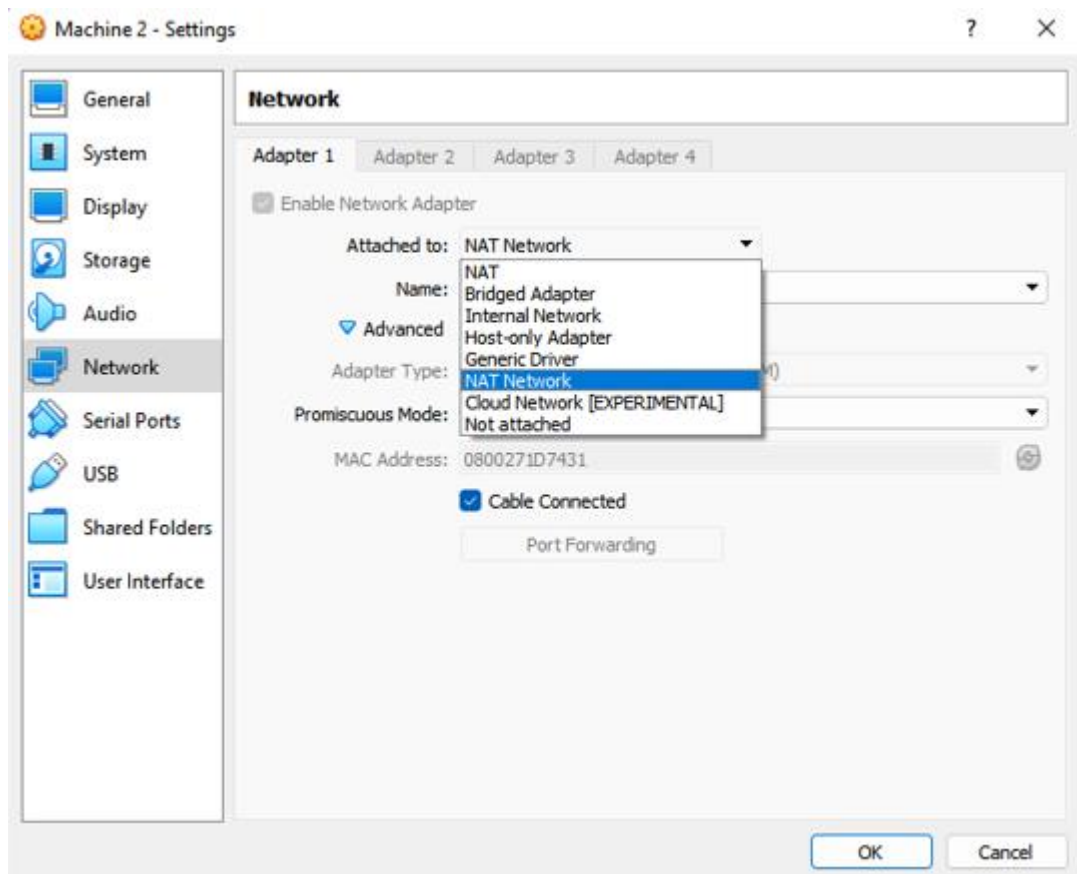 Machine 2 - Settings
?
General
System
Display
Storage
Audio
Network
Serial Ports
USB
Shared Folders
User Interface
Network
Adapter 1
Adapter 2
Adapter 3
Adapter 4
Enable Network Adapter
Attached to: NAT Network
NAT
Bridged Adapter
Internal Network
Host-only Adapter
Generic Driver
NAT Network
Cloud Network [EXPERIMENTAL]
Not attached
Name:
Advanced
Adapter Type:
Promiscuous Mode:
MAC Address: 0800271D7431
Cable Connected
Port Forwarding
OK
Cancel